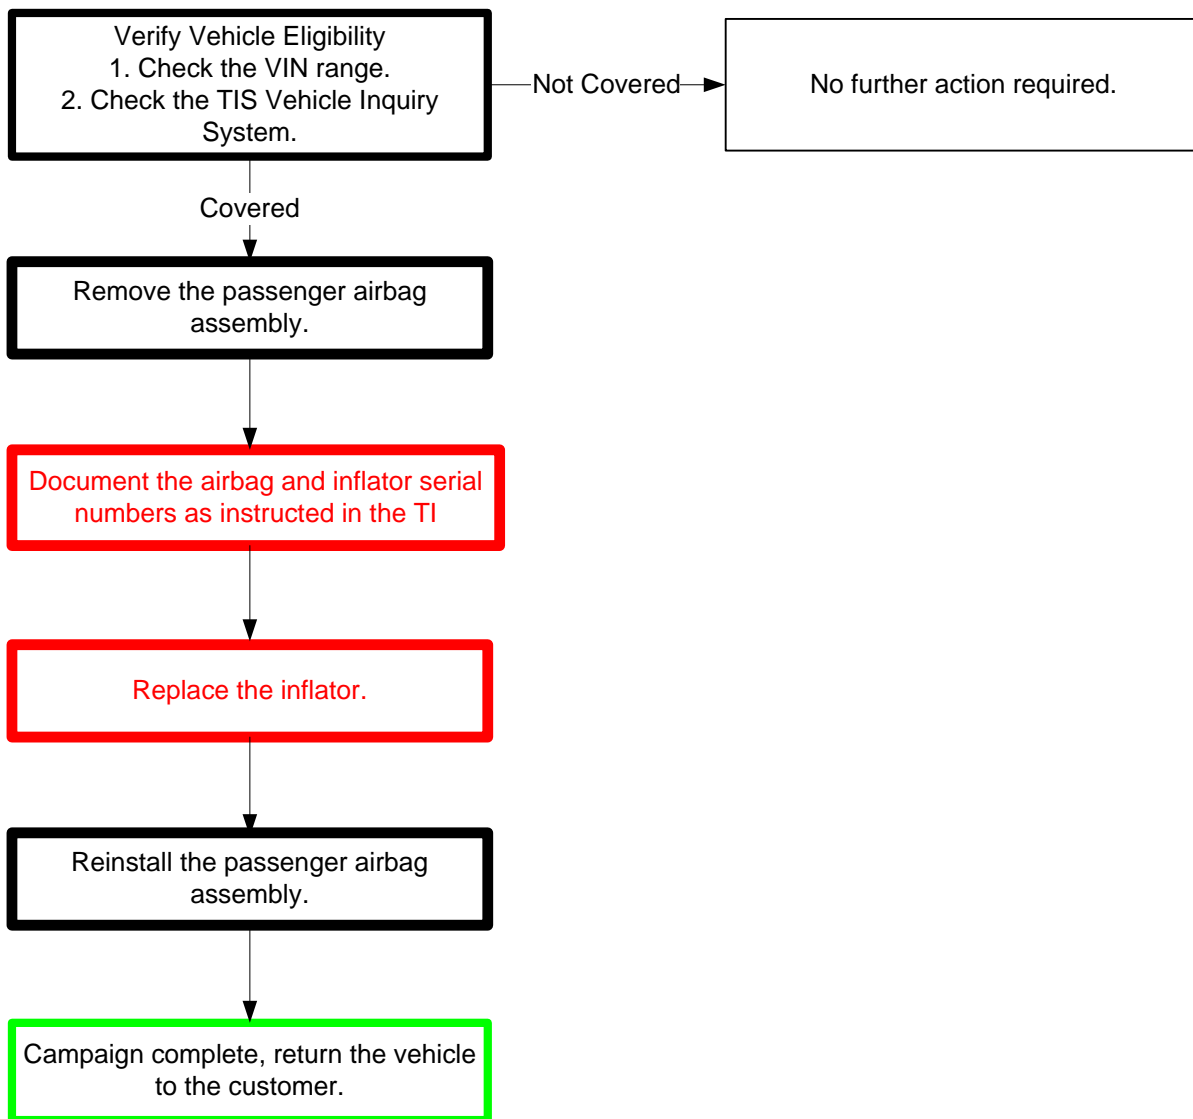 Verify Vehicle Eligibility
1. Check the VIN range.
2. Check the TIS Vehicle Inquiry
System.
Not Covered
No further action required.
Covered
Remove the passenger airbag
assembly.
Document the airbag and inflator serial
numbers as instructed in the TI
Replace the inflator.
Reinstall the passenger airbag
assembly.
Campaign complete, return the vehicle
to the customer.